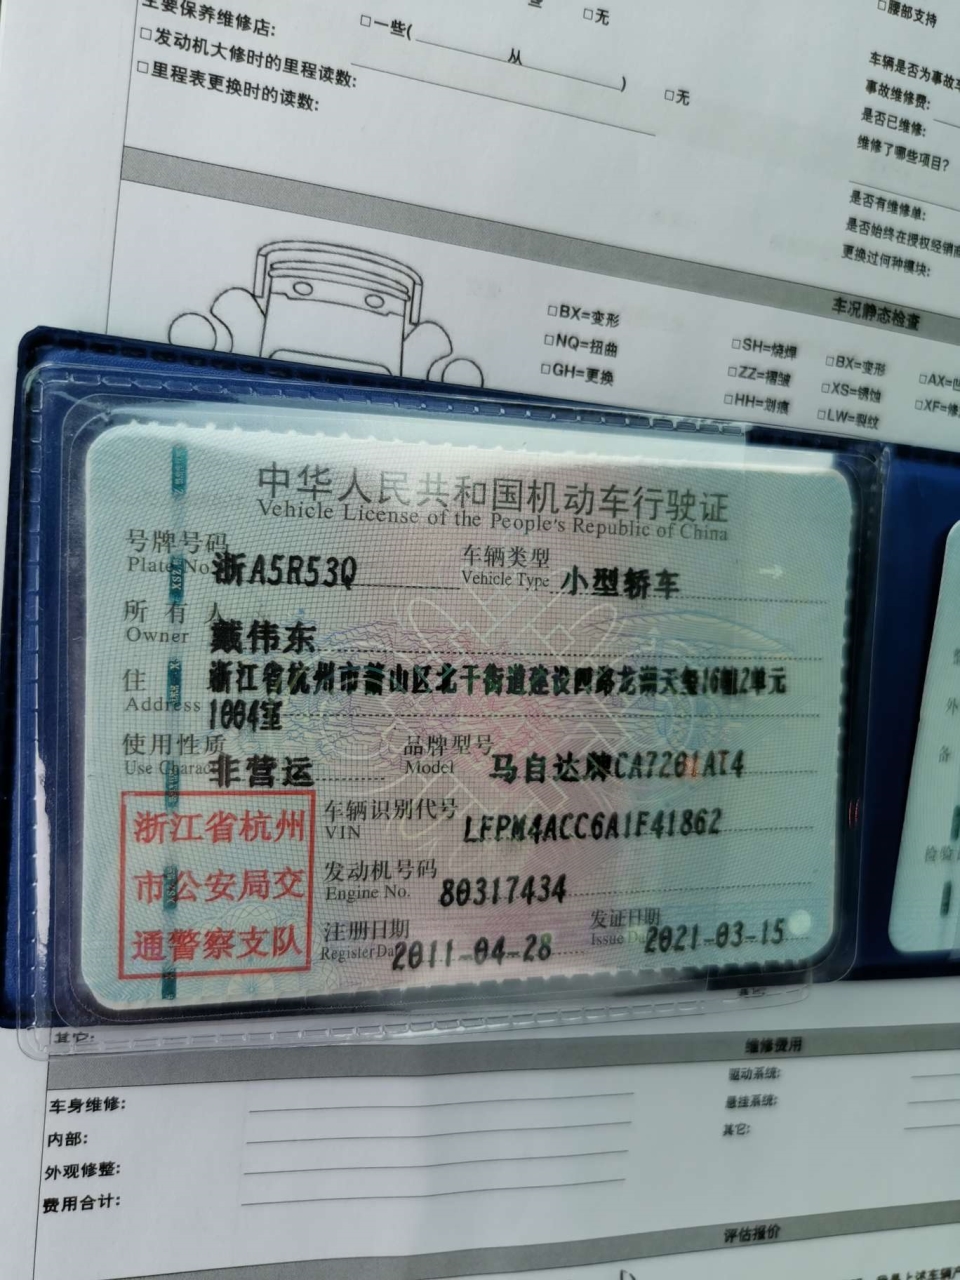 主要保养维修店:
□一些(
从
)
□无
□发动机大修时的里程读数:
□里程表更换时的读数:
□无
□腰部支持
车辆是否为事故车
事故维修费:
是否已维修:
维修了哪些项目?
是否有维修单:
是否始终在授权经销商
更换过何种模块:
车况静态检查
□BX=变形
□NQ=扭曲
□GH=更换
□SH=烧焊
□ZZ=褶皱
□HH=划痕
□BX=变形
□XS=锈蚀
□LW=裂纹
□AX=凹
□XF=修
中华人民共和国机动车行驶证
Vehicle License of the People's Republic of China
号牌号码
Plate No. 浙A5R53Q
车辆类型
Vehicle Type 小型轿车
所有人
Owner 戴伟东
住
Address 浙江省杭州市萧山区北干街道建设四路龙湖天玺16幢2单元
1004室
使用性质
Use Charac 非营运
品牌型号
Model 马自达牌CA7201AT4
浙江省杭州
市公安局交
通警察支队
车辆识别代号
VIN LFPM4ACC6A1F41862
发动机号码
Engine No. 80317434
注册日期
Register Da 2011-04-28
发证日期
Issue Da 2021-03-15
其它:
其它:
维修费用
车身维修:
内部:
外观修整:
费用合计:
驱动系统:
悬挂系统:
其它:
评估报价